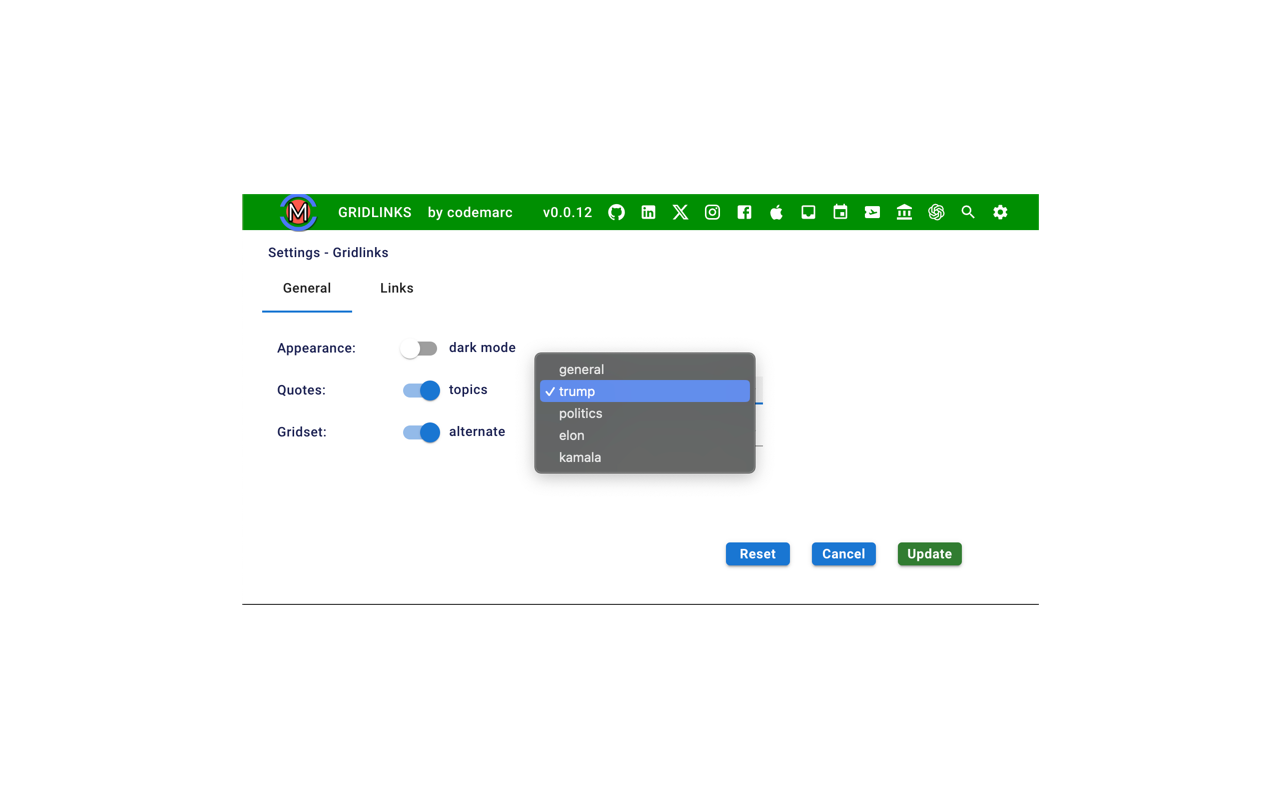 M GRIDLINKS by codemarc v0.0.12
Settings - Gridlinks
General Links
Appearance: dark mode
general
Quotes: topics
✓ trump
politics
Gridset: alternate
elon
kamala
Reset Cancel Update